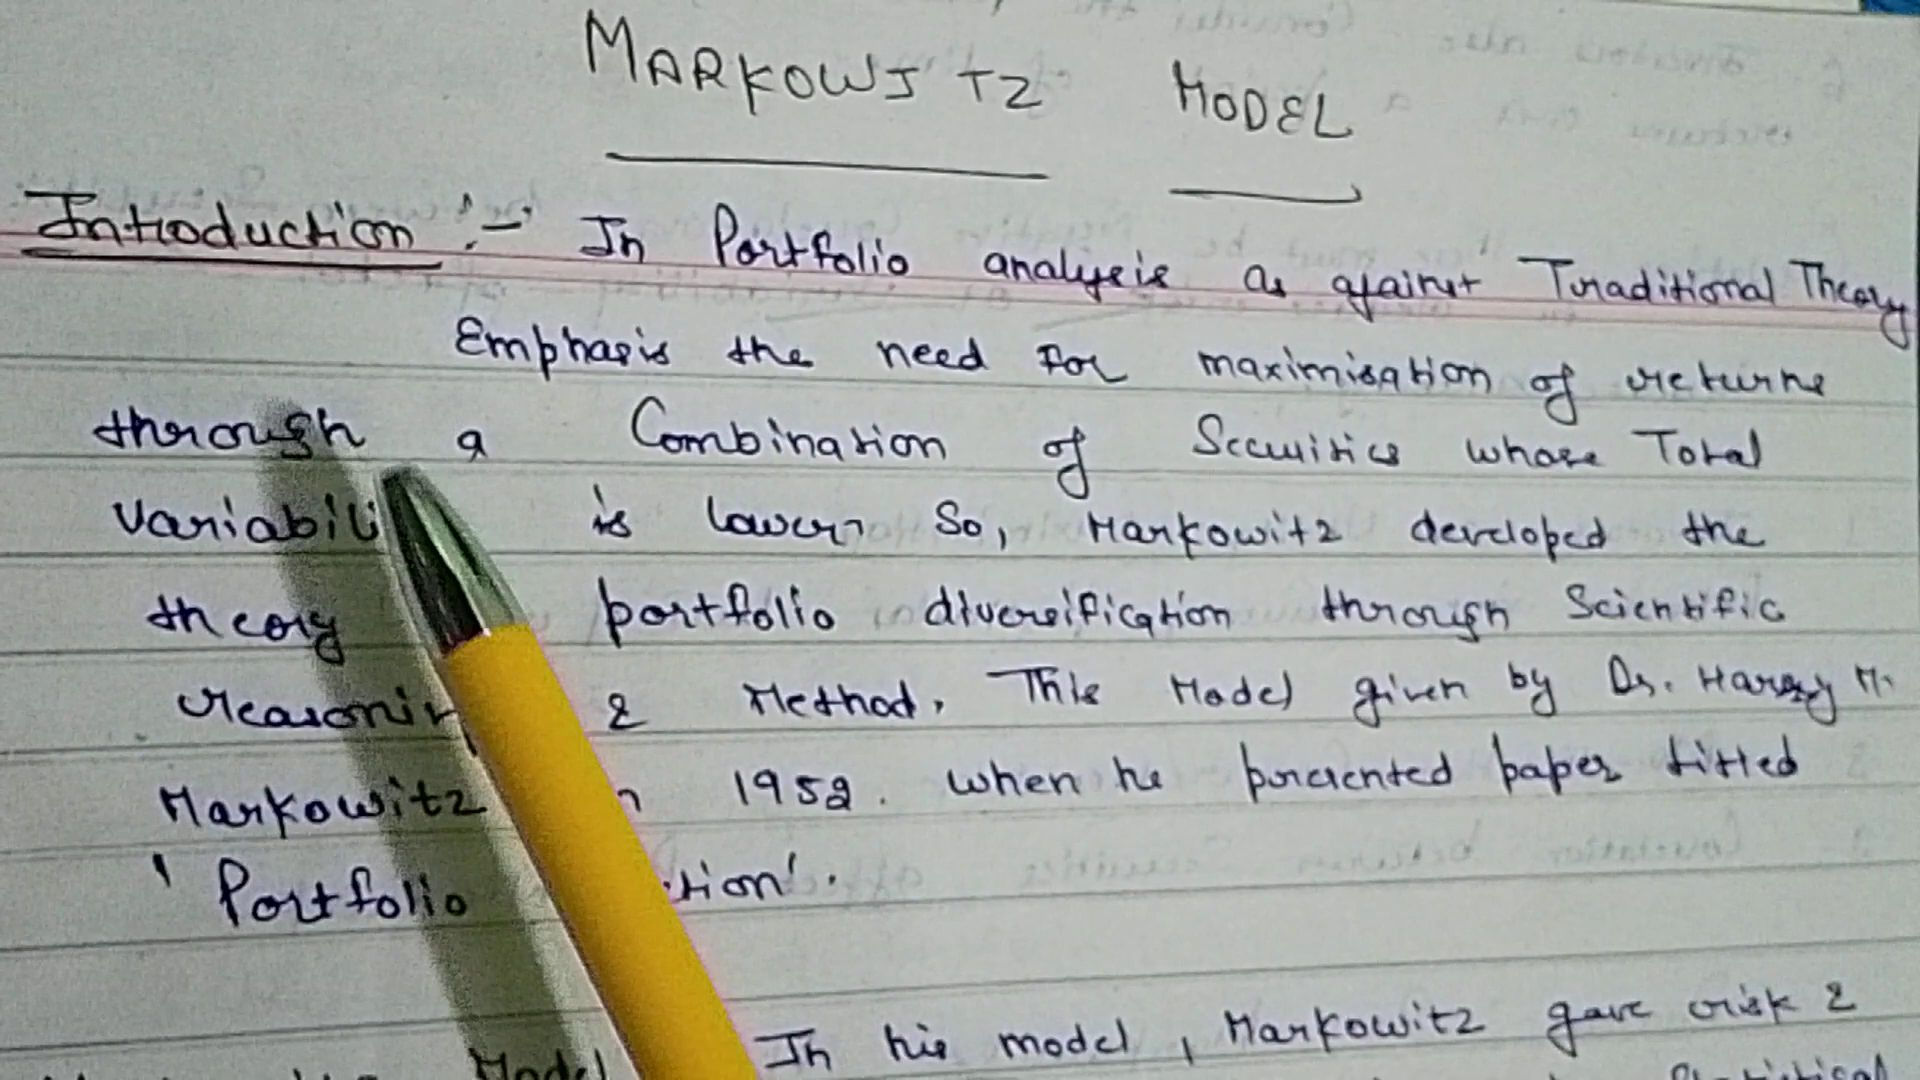 MARKOWITZ MODEL
Introduction :- In Portfolio analysis as against Traditional Theory
Emphasis the need For maximisation of returns
through a Combination of Securities whose Total
Variabili is lower. So, Markowitz developed the
theory portfolio diversification through Scientific
reasonin & Method. This Model given by Dr. Harry M.
Markowitz n 1952. When he presented paper titled
'Portfolio tion'.
Model In his model, Markowitz gave risk &